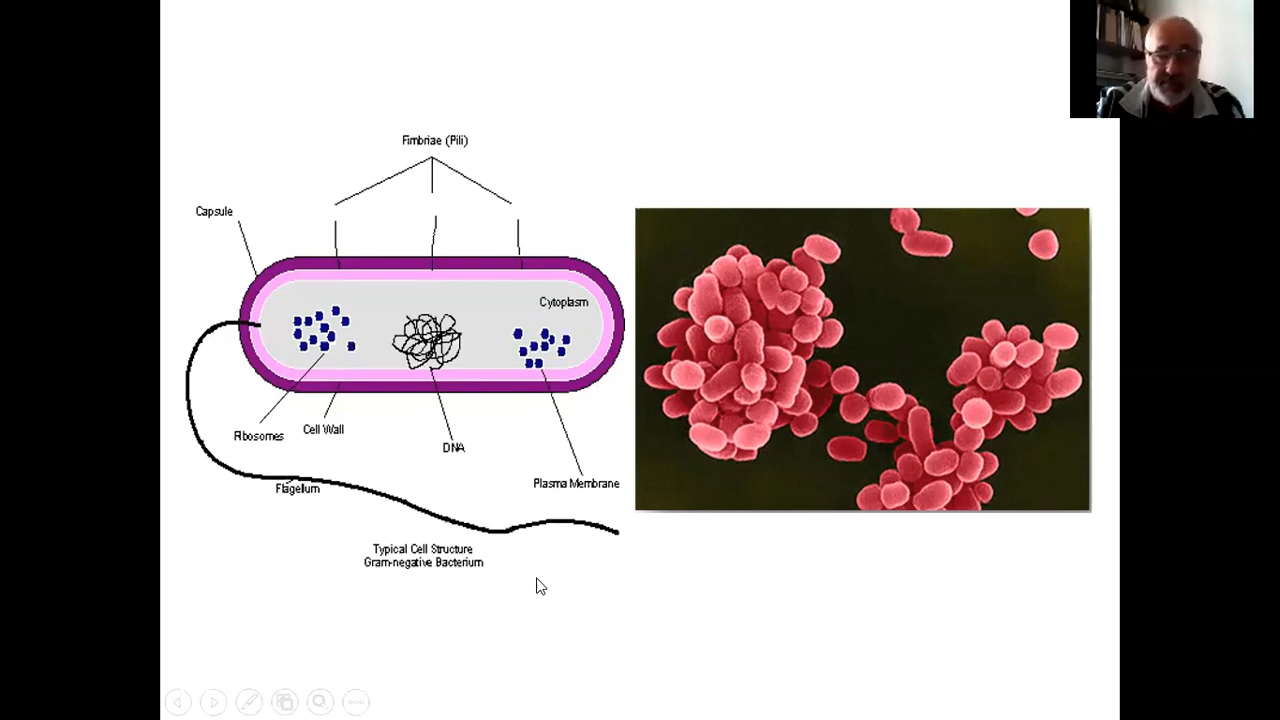 Fimbriae (Pili)
Capsule
Cytoplasm
Ribosomes
Cell Wall
DNA
Plasma Membrane
Flagellum
Typical Cell Structure
Gram-negative Bacterium